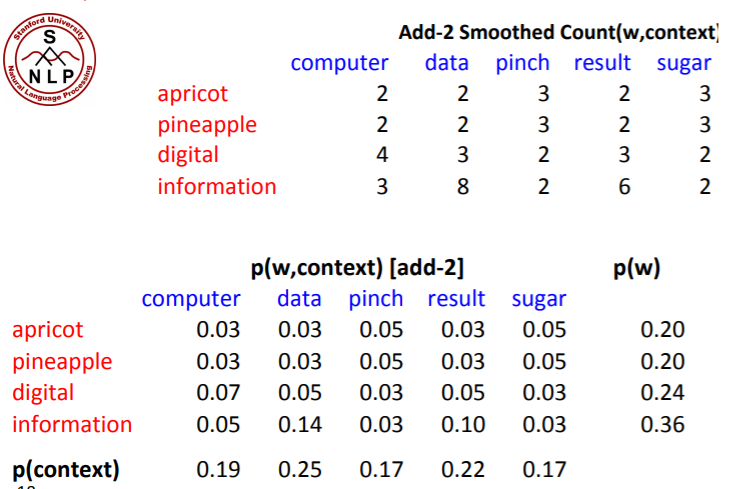 Stanford University
S
NLP
Natural Language Processing
Add-2 Smoothed Count(w,context)
computer data pinch result sugar
apricot 2 2 3 2 3
pineapple 2 2 3 2 3
digital 4 3 2 3 2
information 3 8 2 6 2
p(w,context) [add-2] p(w)
computer data pinch result sugar
apricot 0.03 0.03 0.05 0.03 0.05 0.20
pineapple 0.03 0.03 0.05 0.03 0.05 0.20
digital 0.07 0.05 0.03 0.05 0.03 0.24
information 0.05 0.14 0.03 0.10 0.03 0.36
p(context) 0.19 0.25 0.17 0.22 0.17